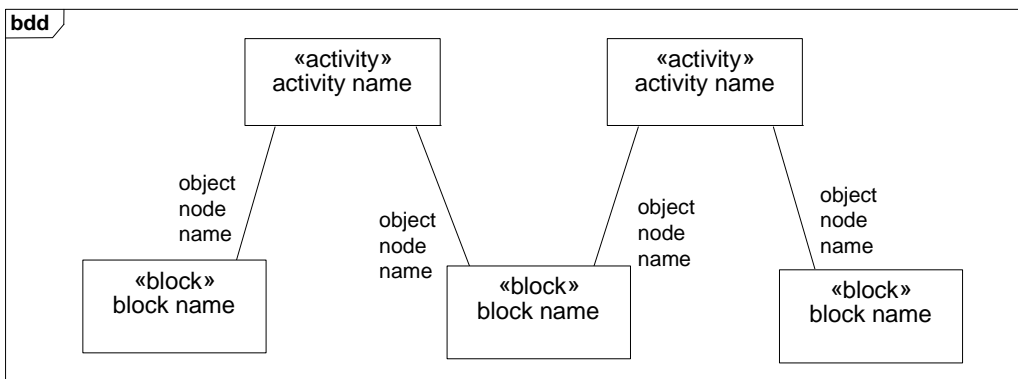 bdd
«activity»
activity name
«activity»
activity name
object
node
name
object
node
name
object
node
name
object
node
name
«block»
block name
«block»
block name
«block»
block name